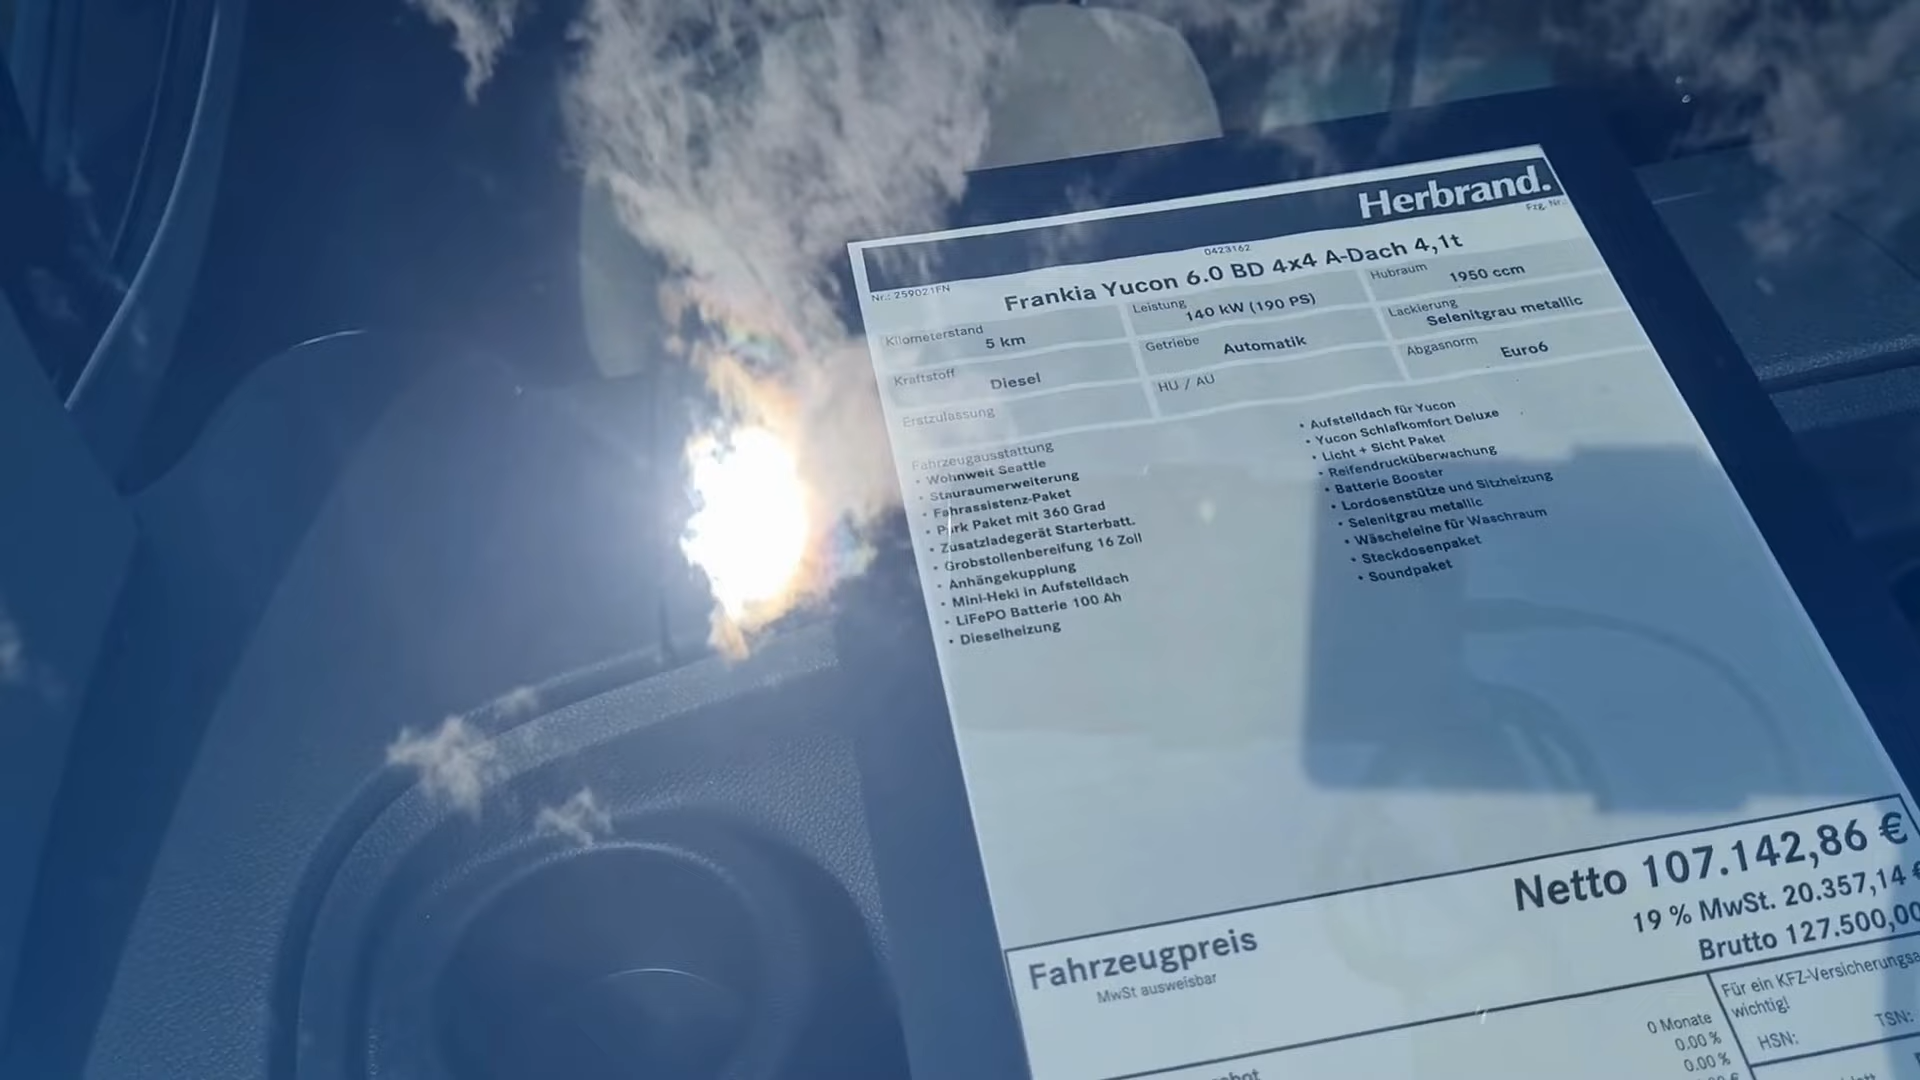 Herbrand.
Fzg. Nr.:
0423162
Nr.: 259021FN
Frankia Yucon 6.0 BD 4x4 A-Dach 4,1t
Kilometerstand
5 km
Leistung
140 kW (190 PS)
Hubraum
1950 ccm
Kraftstoff
Diesel
Getriebe
Automatik
Lackierung
Selenitgrau metallic
Erstzulassung
HU / AU
Abgasnorm
Euro6
Fahrzeugausstattung
• Wohnwelt Seattle
• Stauraumerweiterung
• Fahrassistenz-Paket
• Park Paket mit 360 Grad
• Zusatzladegerät Starterbatt.
• Grobstollenbereifung 16 Zoll
• Anhängekupplung
• Mini-Heki in Aufstelldach
• LiFePO Batterie 100 Ah
• Dieselheizung
• Aufstelldach für Yucon
• Yucon Schlafkomfort Deluxe
• Licht + Sicht Paket
• Reifendrucküberwachung
• Batterie Booster
• Lordosenstütze und Sitzheizung
• Selenitgrau metallic
• Wäscheleine für Waschraum
• Steckdosenpaket
• Soundpaket
Fahrzeugpreis
MwSt ausweisbar
Netto 107.142,86 €
19 % MwSt. 20.357,14 €
Brutto 127.500,00
Für ein KFZ-Versicherungsa
wichtig!
HSN:
TSN:
0 Monate
0.00 %
0.00 %